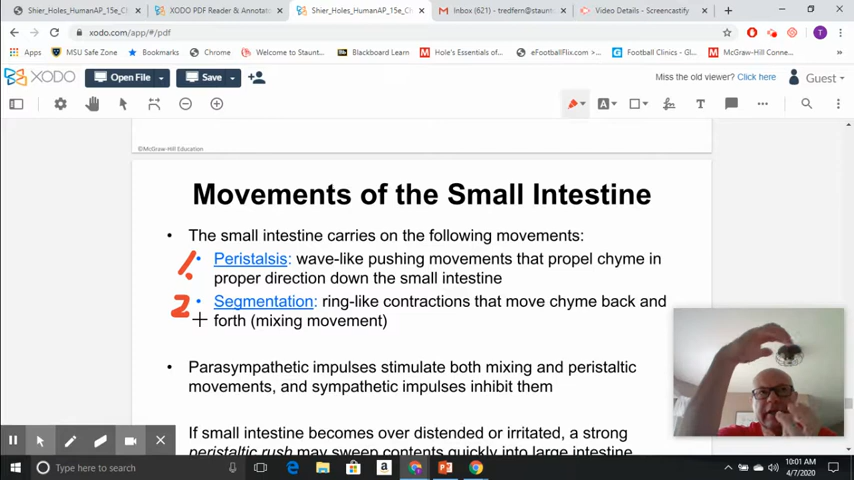 Shier_Holes_HumanAP_15e_Ch
XODO PDF Reader & Annotat
Shier_Holes_HumanAP_15e_Ch
Inbox (621) - tredfern@staunt
Video Details - Screencastify
xodo.com/app/#/pdf
T
Apps
MSU Safe Zone
Bookmarks
Chrome
Welcome to Staunt
Blackboard Learn
Hole's Essentials of...
eFootballFlix.com >...
Football Clinics - Gl...
McGraw-Hill Conne...
XODO
Open File
Save
Missing the old viewer? Click here
Guest
©McGraw-Hill Education
Movements of the Small Intestine
• The small intestine carries on the following movements:
1. • Peristalsis: wave-like pushing movements that propel chyme in
proper direction down the small intestine
2 • Segmentation: ring-like contractions that move chyme back and
forth (mixing movement)
• Parasympathetic impulses stimulate both mixing and peristaltic
movements, and sympathetic impulses inhibit them
If small intestine becomes over distended or irritated, a strong
peristaltic rush may sweep contents quickly into large intestine
Type here to search
10:01 AM
4/7/2020